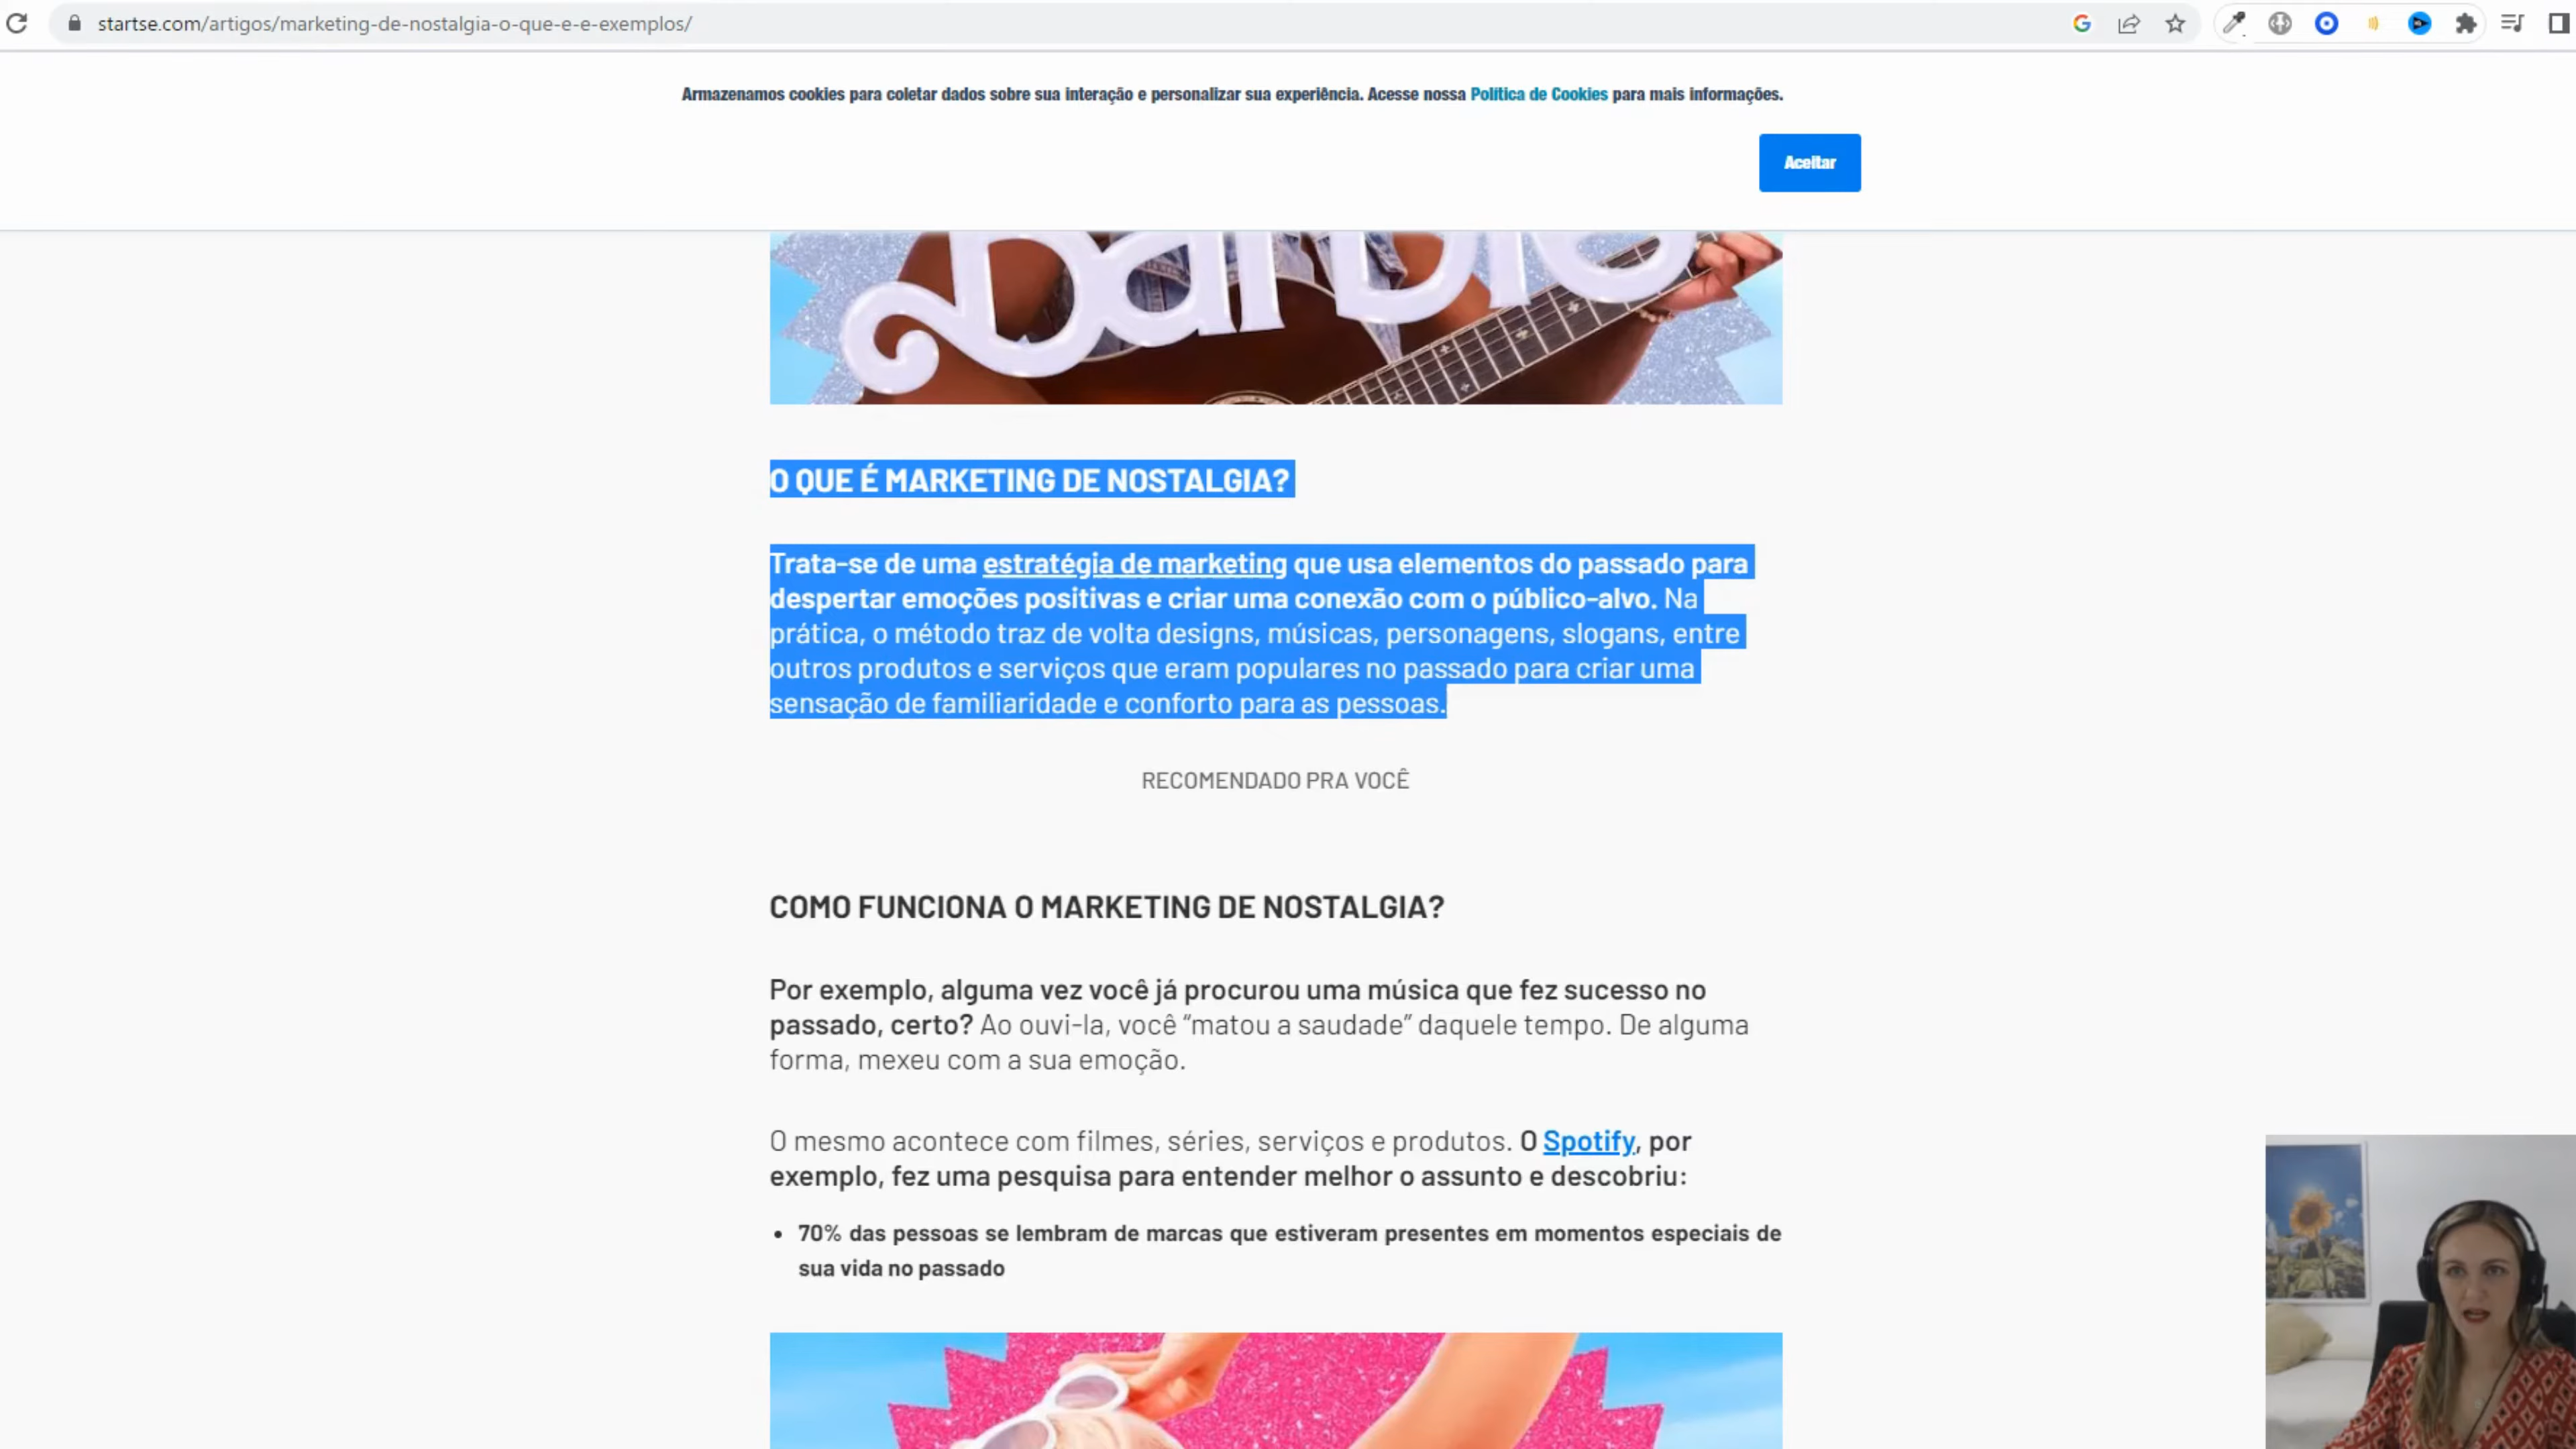 startse.com/artigos/marketing-de-nostalgia-o-que-e-e-exemplos/
Armazenamos cookies para coletar dados sobre sua interação e personalizar sua experiência. Acesse nossa Política de Cookies para mais informações.
Aceitar
Barbie
O QUE É MARKETING DE NOSTALGIA?
Trata-se de uma estratégia de marketing que usa elementos do passado para
despertar emoções positivas e criar uma conexão com o público-alvo. Na
prática, o método traz de volta designs, músicas, personagens, slogans, entre
outros produtos e serviços que eram populares no passado para criar uma
sensação de familiaridade e conforto para as pessoas.
RECOMENDADO PRA VOCÊ
COMO FUNCIONA O MARKETING DE NOSTALGIA?
Por exemplo, alguma vez você já procurou uma música que fez sucesso no
passado, certo? Ao ouvi-la, você “matou a saudade” daquele tempo. De alguma
forma, mexeu com a sua emoção.
O mesmo acontece com filmes, séries, serviços e produtos. O Spotify, por
exemplo, fez uma pesquisa para entender melhor o assunto e descobriu:
• 70% das pessoas se lembram de marcas que estiveram presentes em momentos especiais de
sua vida no passado